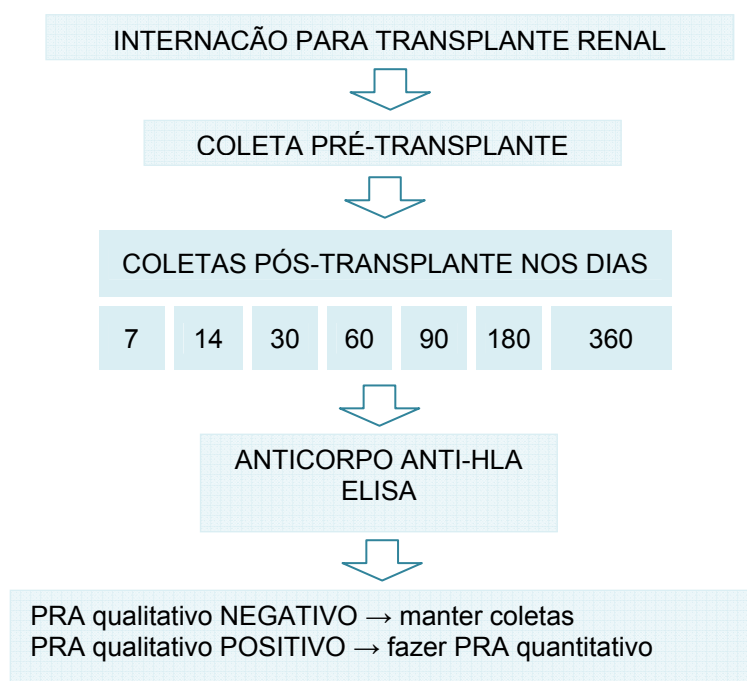 INTERNACÃO PARA TRANSPLANTE RENAL
COLETA PRÉ-TRANSPLANTE
COLETAS PÓS-TRANSPLANTE NOS DIAS
7 14 30 60 90 180 360
ANTICORPO ANTI-HLA
ELISA
PRA qualitativo NEGATIVO → manter coletas
PRA qualitativo POSITIVO → fazer PRA quantitativo